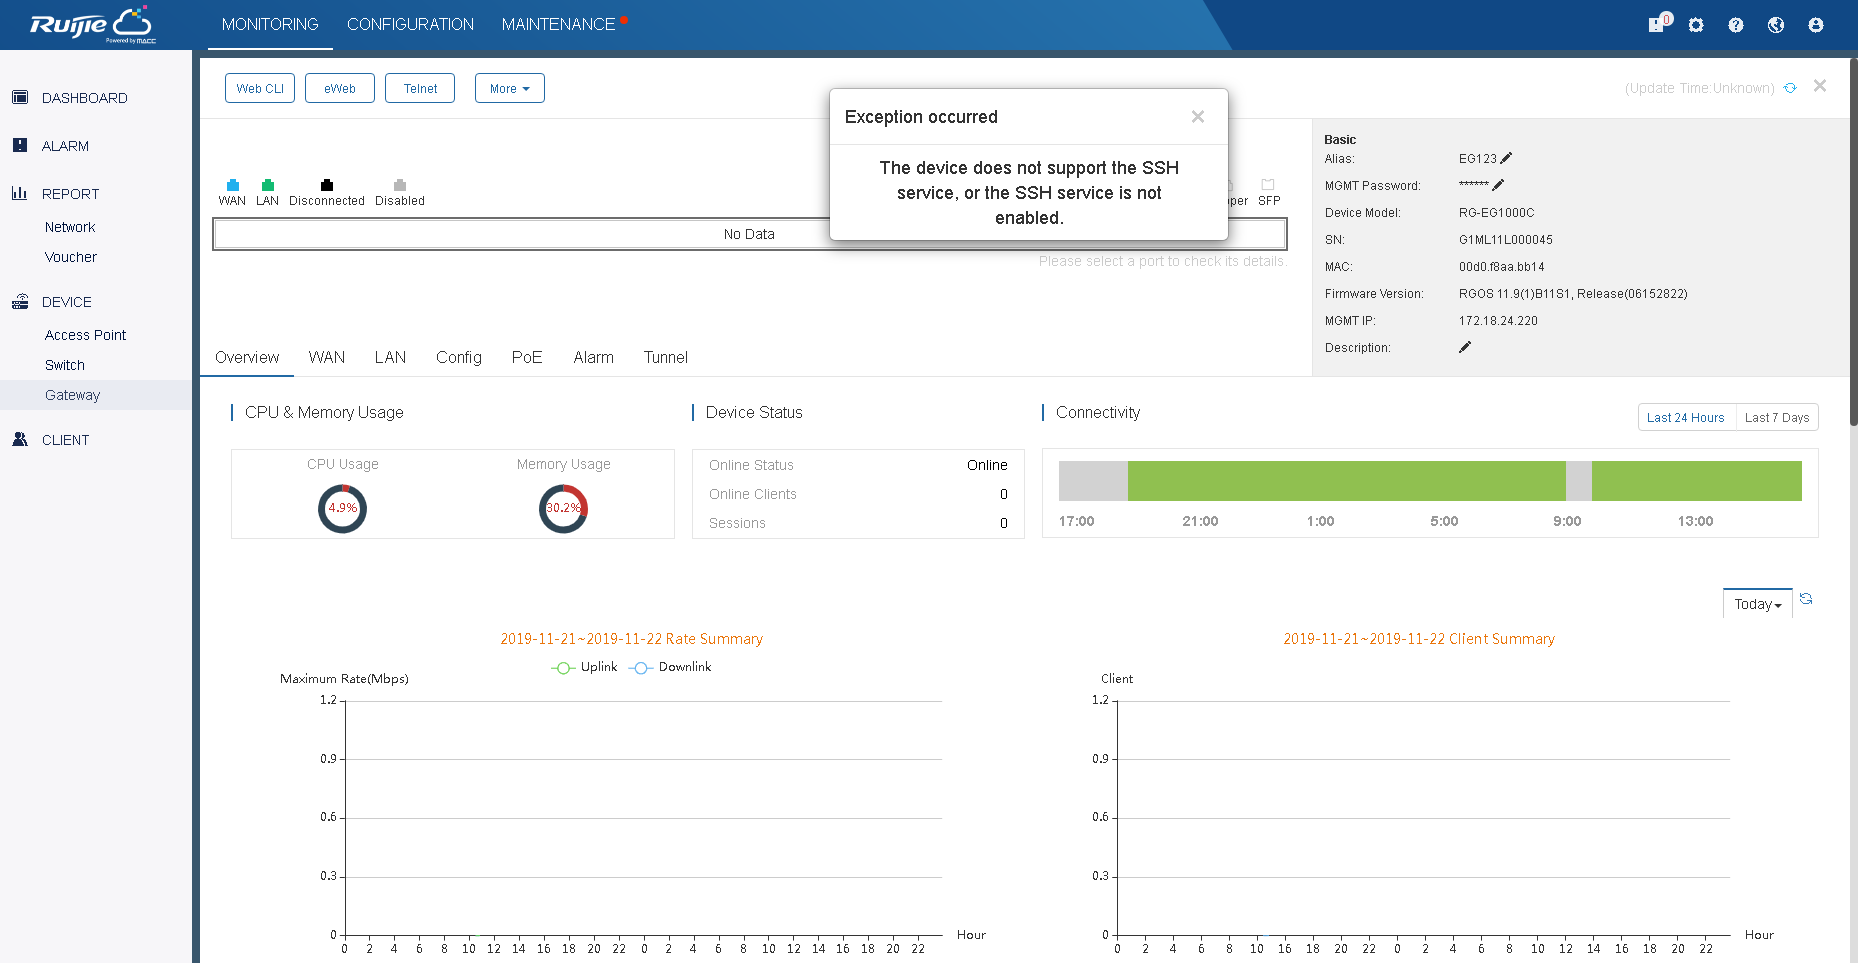 Ruijie
Powered by MACC
MONITORING
CONFIGURATION
MAINTENANCE
0
DASHBOARD
ALARM
REPORT
Network
Voucher
DEVICE
Access Point
Switch
Gateway
CLIENT
Web CLI
eWeb
Telnet
More
(Update Time:Unknown)
Exception occurred
The device does not support the SSH
service, or the SSH service is not
enabled.
WAN
LAN
Disconnected
Disabled
SFP
No Data
Please select a port to check its details.
Basic
Alias: EG123
MGMT Password: ******
Device Model: RG-EG1000C
SN: G1ML11L000045
MAC: 00d0.f8aa.bb14
Firmware Version: RGOS 11.9(1)B11S1, Release(06152822)
MGMT IP: 172.18.24.220
Description:
Overview
WAN
LAN
Config
PoE
Alarm
Tunnel
CPU & Memory Usage
CPU Usage
Memory Usage
4.9%
30.2%
Device Status
Online Status Online
Online Clients 0
Sessions 0
Connectivity
Last 24 Hours
Last 7 Days
17:00 21:00 1:00 5:00 9:00 13:00
Today
2019-11-21~2019-11-22 Rate Summary
Uplink
Downlink
Maximum Rate(Mbps)
1.2
0.9
0.6
0.3
0
0 2 4 6 8 10 12 14 16 18 20 22 0 2 4 6 8 10 12 14 16 18 20 22
Hour
2019-11-21~2019-11-22 Client Summary
Client
1.2
0.9
0.6
0.3
0
0 2 4 6 8 10 12 14 16 18 20 22 0 2 4 6 8 10 12 14 16 18 20 22
Hour